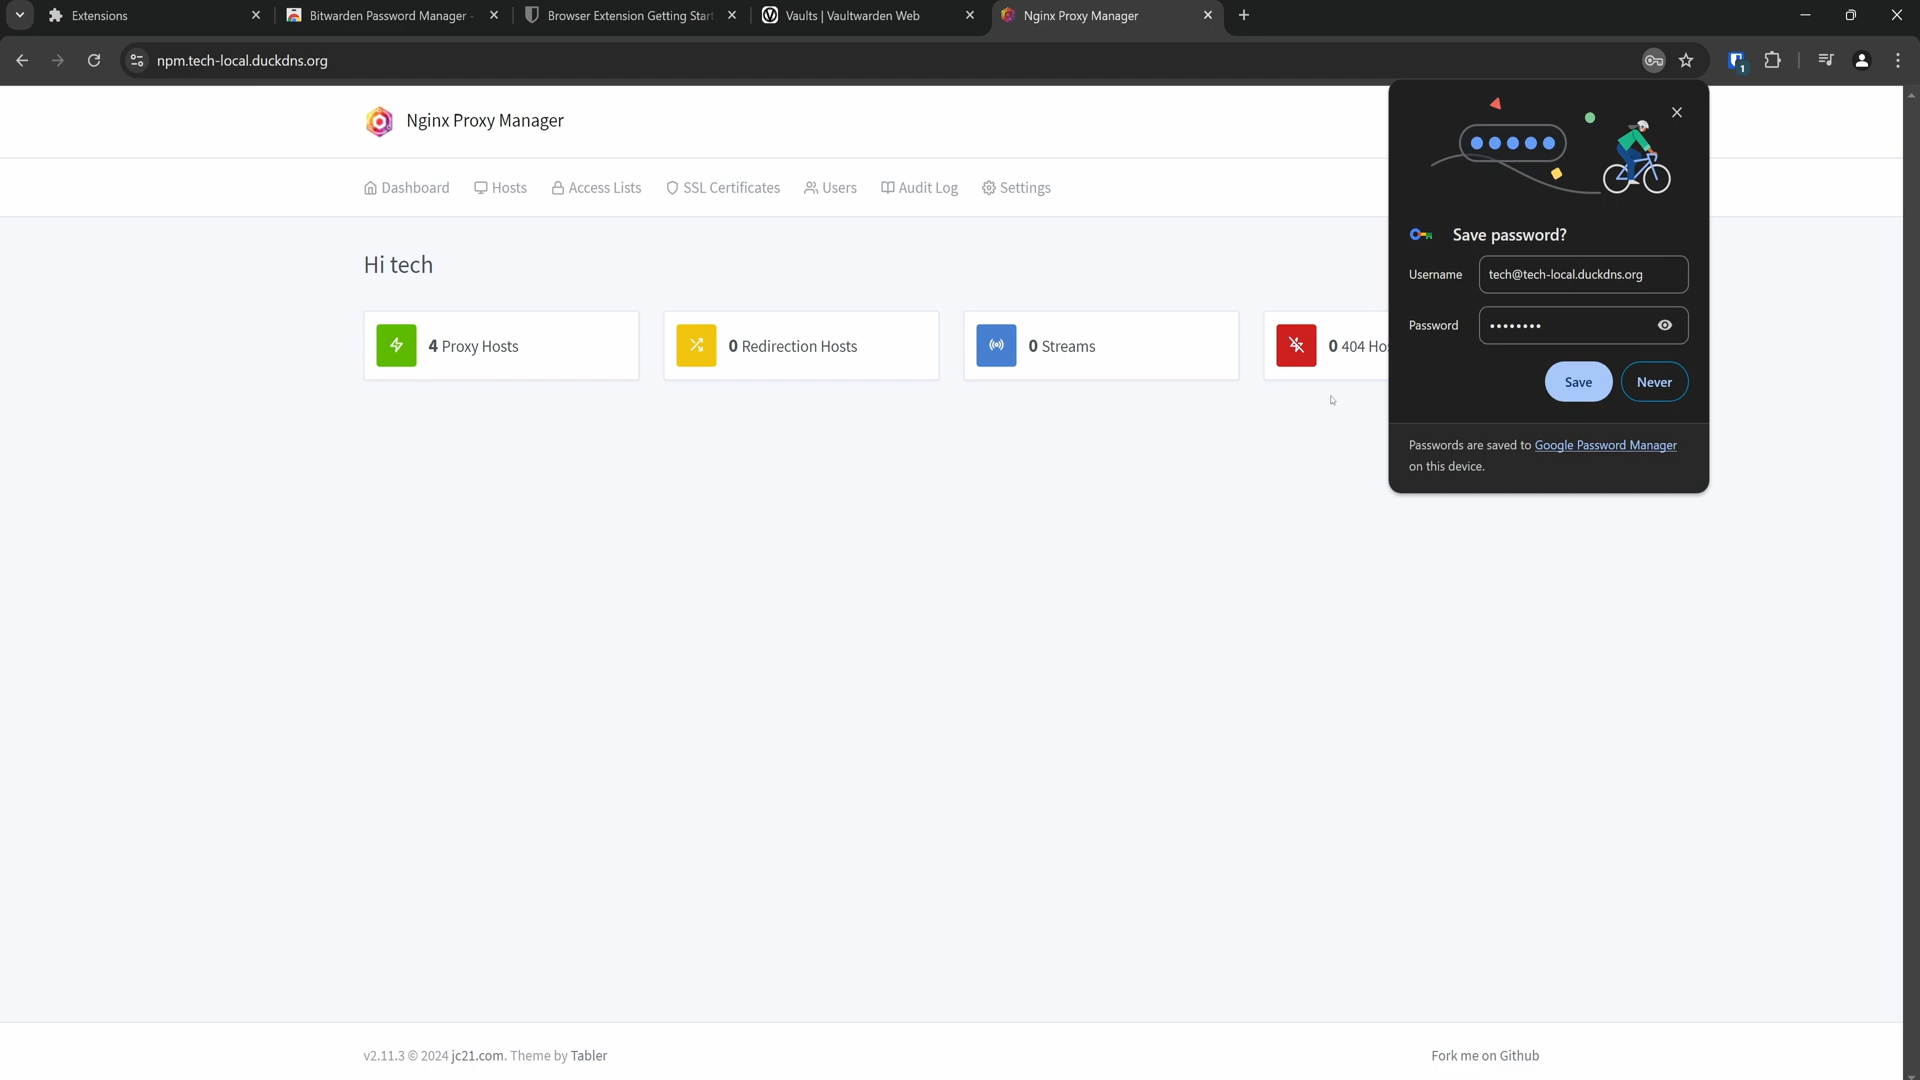 Extensions
Bitwarden Password Manager
Browser Extension Getting Start
Vaults | Vaultwarden Web
Nginx Proxy Manager
npm.tech-local.duckdns.org
1
Nginx Proxy Manager
Dashboard
Hosts
Access Lists
SSL Certificates
Users
Audit Log
Settings
Hi tech
4 Proxy Hosts
0 Redirection Hosts
0 Streams
0 404 Hos
Save password?
Username
tech@tech-local.duckdns.org
Password
••••••••
Save
Never
Passwords are saved to Google Password Manager
on this device.
v2.11.3 © 2024 jc21.com. Theme by Tabler
Fork me on Github